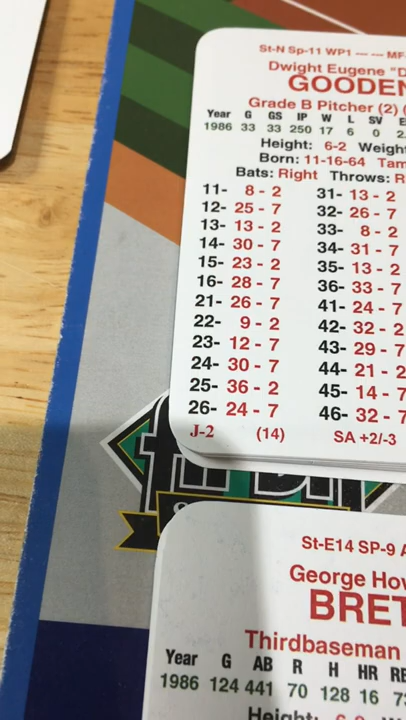 St-N Sp-11 WP1 --- --- MF-
Dwight Eugene "D
GOODEN
Grade B Pitcher (2) (
Year G GS IP W L SV E
1986 33 33 250 17 6 0 2.
Height: 6-2 Weight
Born: 11-16-64 Tam
Bats: Right Throws: R
11- 8 - 2 31- 13 - 2
12- 25 - 7 32- 26 - 7
13- 13 - 2 33- 8 - 2
14- 30 - 7 34- 31 - 7
15- 23 - 2 35- 13 - 2
16- 28 - 7 36- 33 - 7
21- 26 - 7 41- 24 - 7
22- 9 - 2 42- 32 - 2
23- 12 - 7 43- 29 - 7
24- 30 - 7 44- 21 - 2
25- 36 - 2 45- 14 - 7
26- 24 - 7 46- 32 - 7
J-2 (14) SA +2/-3
St-E14 SP-9 A
George How
BRET
Thirdbaseman
Year G AB R H HR RB
1986 124 441 70 128 16 73
Height: 6-0 W